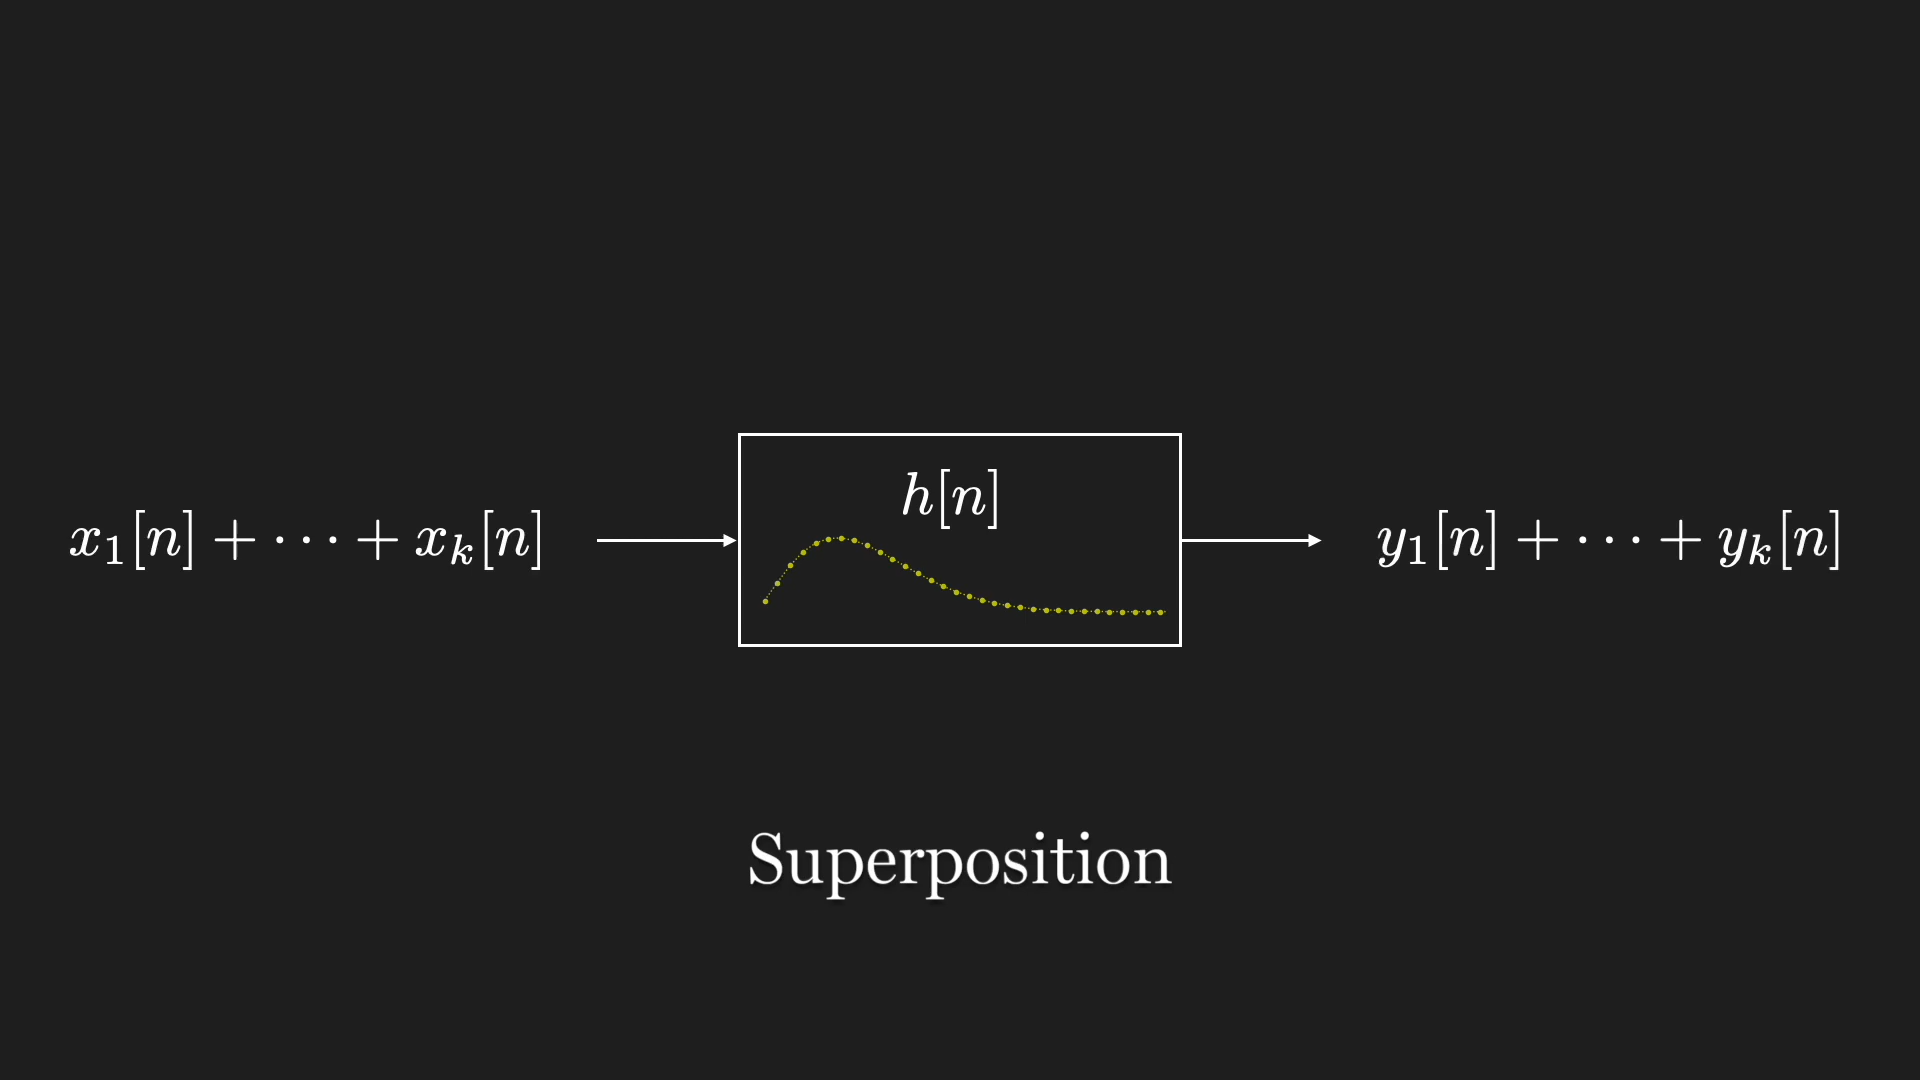 h[n]
x₁[n] + ··· + xₖ[n]
y₁[n] + ··· + yₖ[n]
Superposition